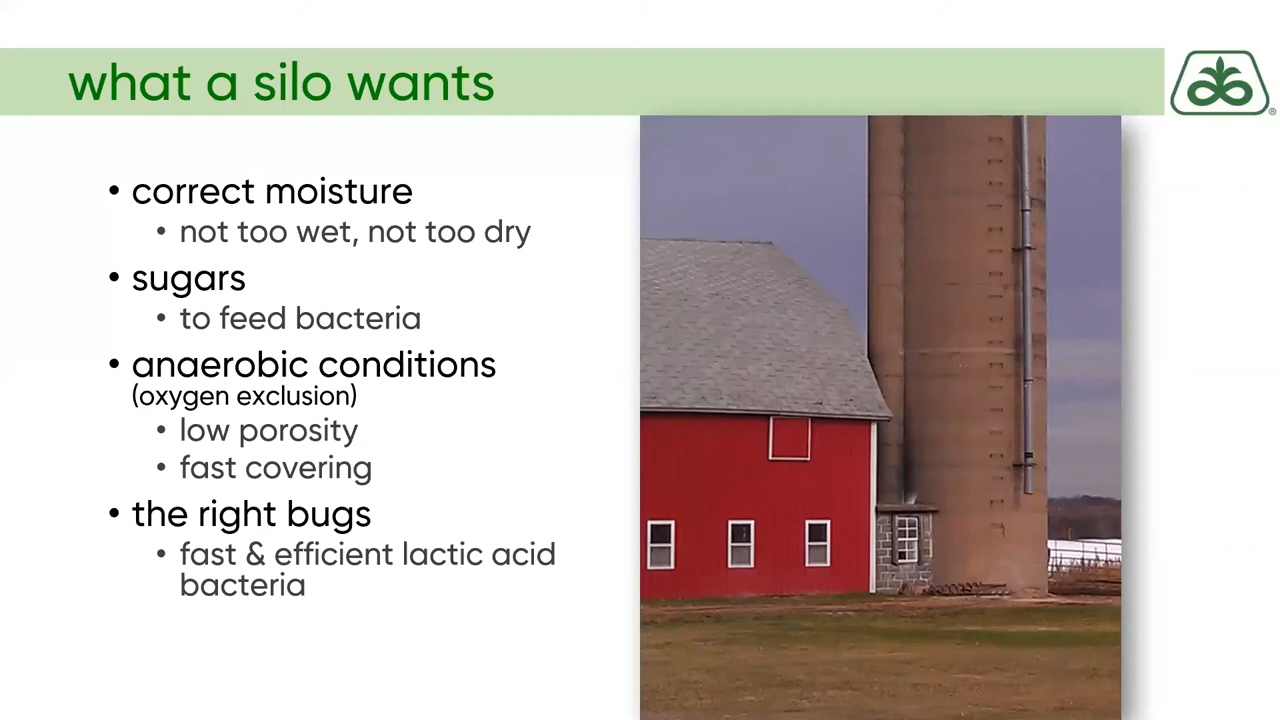 what a silo wants
• correct moisture
• not too wet, not too dry
• sugars
• to feed bacteria
• anaerobic conditions
(oxygen exclusion)
• low porosity
• fast covering
• the right bugs
• fast & efficient lactic acid
bacteria
®